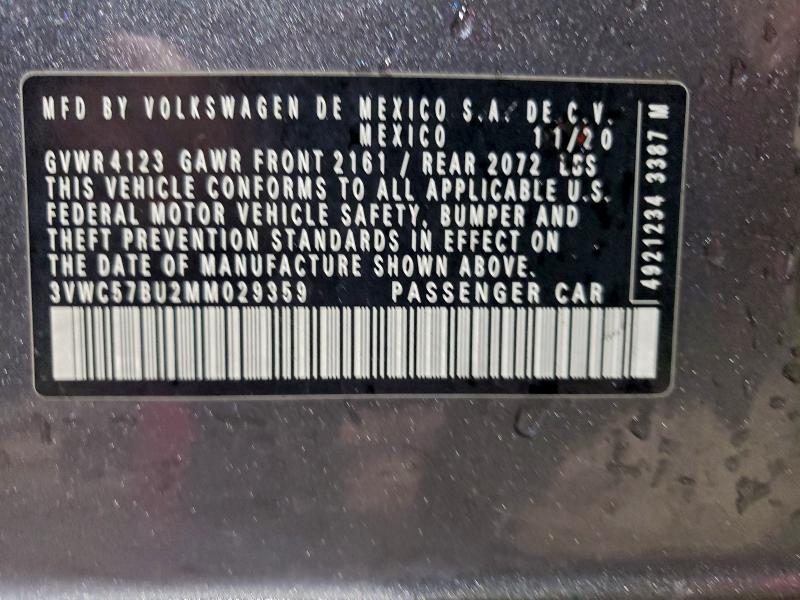 MFD BY VOLKSWAGEN DE MEXICO S.A. DE C.V.
MEXICO 11/20
GVWR 4123 GAWR FRONT 2161 / REAR 2072 LBS
THIS VEHICLE CONFORMS TO ALL APPLICABLE U.S.
FEDERAL MOTOR VEHICLE SAFETY, BUMPER AND
THEFT PREVENTION STANDARDS IN EFFECT ON
THE DATE OF MANUFACTURE SHOWN ABOVE.
3VWC57BU2MM029359 PASSENGER CAR
4921234 3387 M